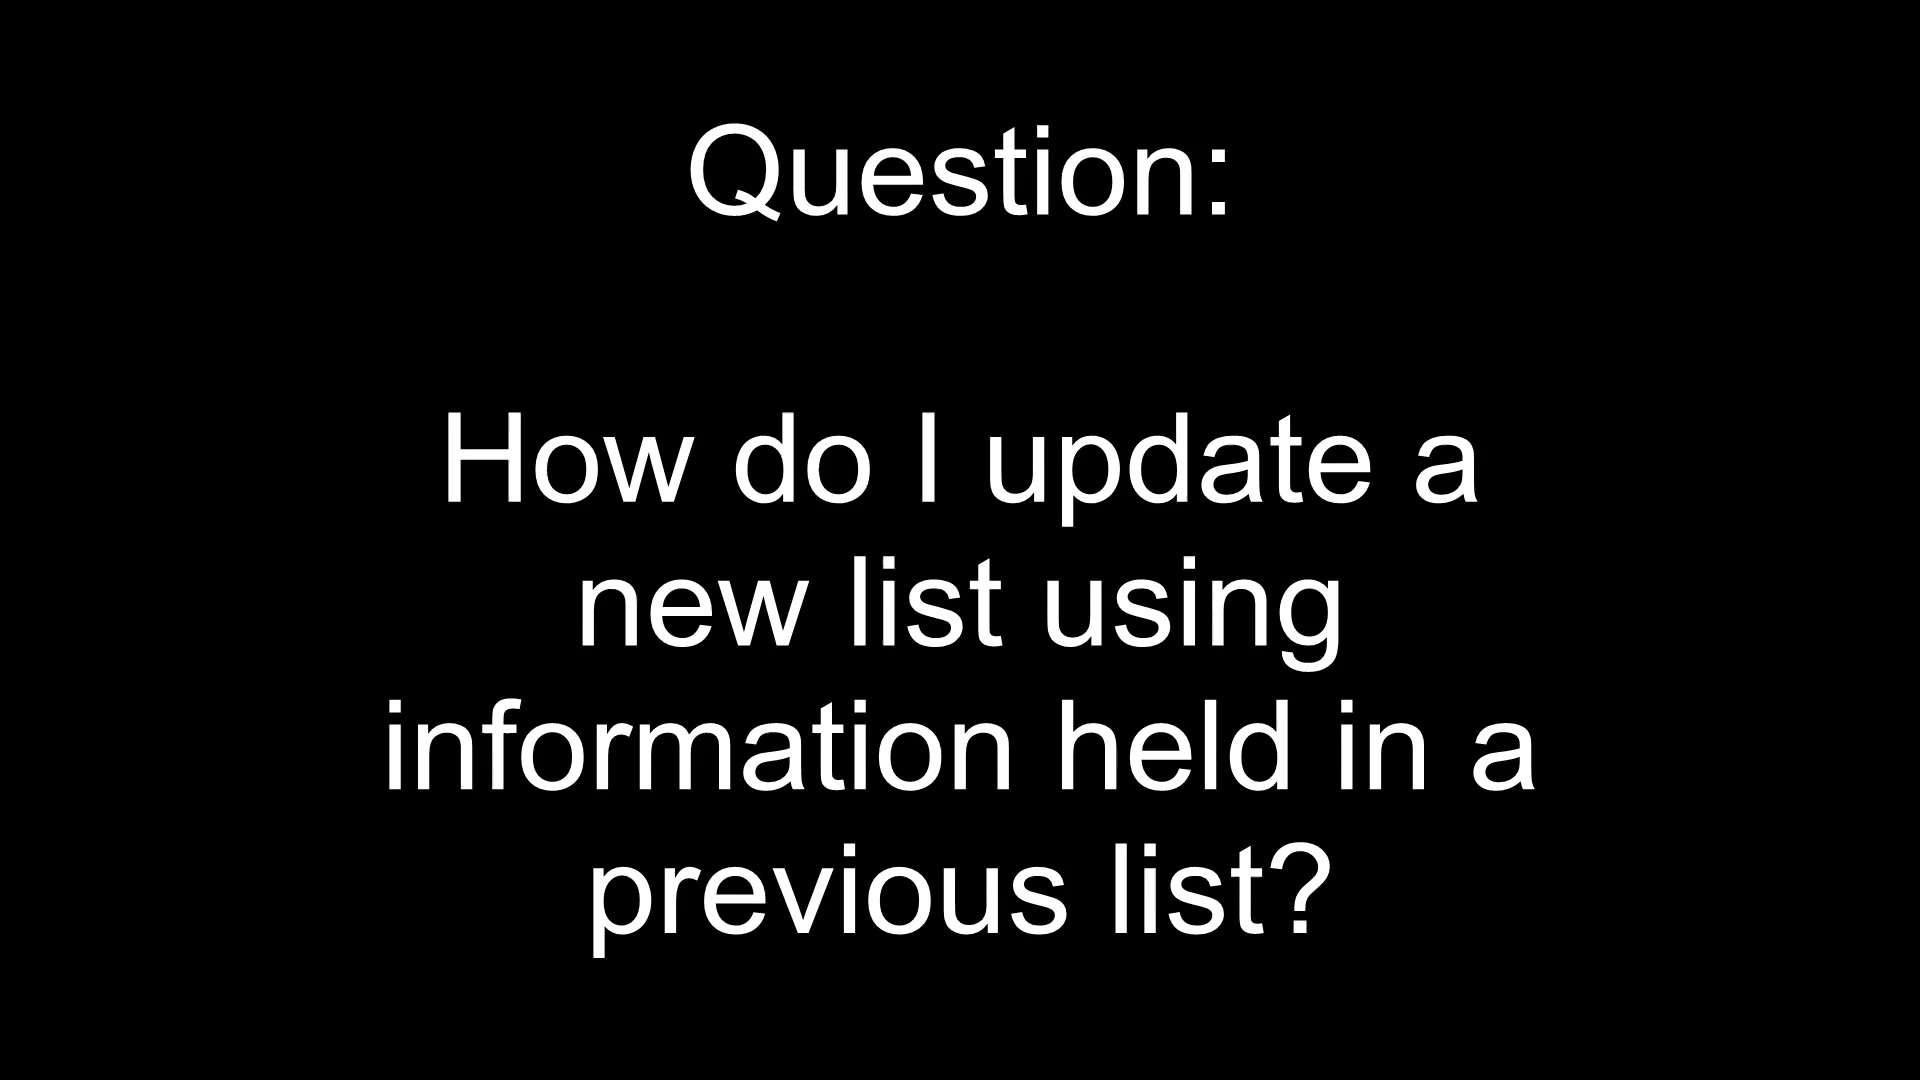 Question:
How do I update a
new list using
information held in a
previous list?